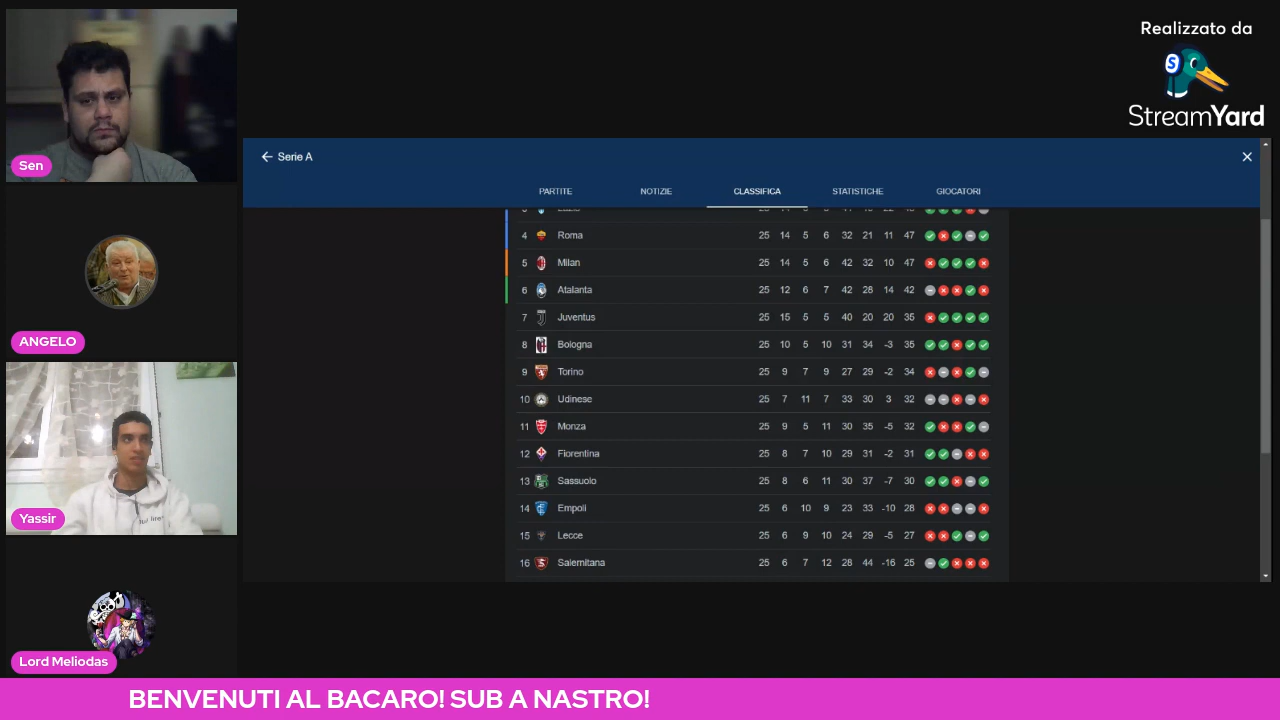 Realizzato da
StreamYard
Sen
ANGELO
Yassir
Lord Meliodas
Serie A
PARTITE NOTIZIE CLASSIFICA STATISTICHE GIOCATORI
4 Roma 25 14 5 6 32 21 11 47
5 Milan 25 14 5 6 42 32 10 47
6 Atalanta 25 12 6 7 42 28 14 42
7 Juventus 25 15 5 5 40 20 20 35
8 Bologna 25 10 5 10 31 34 -3 35
9 Torino 25 9 7 9 27 29 -2 34
10 Udinese 25 7 11 7 33 30 3 32
11 Monza 25 9 5 11 30 35 -5 32
12 Fiorentina 25 8 7 10 29 31 -2 31
13 Sassuolo 25 8 6 11 30 37 -7 30
14 Empoli 25 6 10 9 23 33 -10 28
15 Lecce 25 6 9 10 24 29 -5 27
16 Salernitana 25 6 7 12 28 44 -16 25
BENVENUTI AL BACARO! SUB A NASTRO!